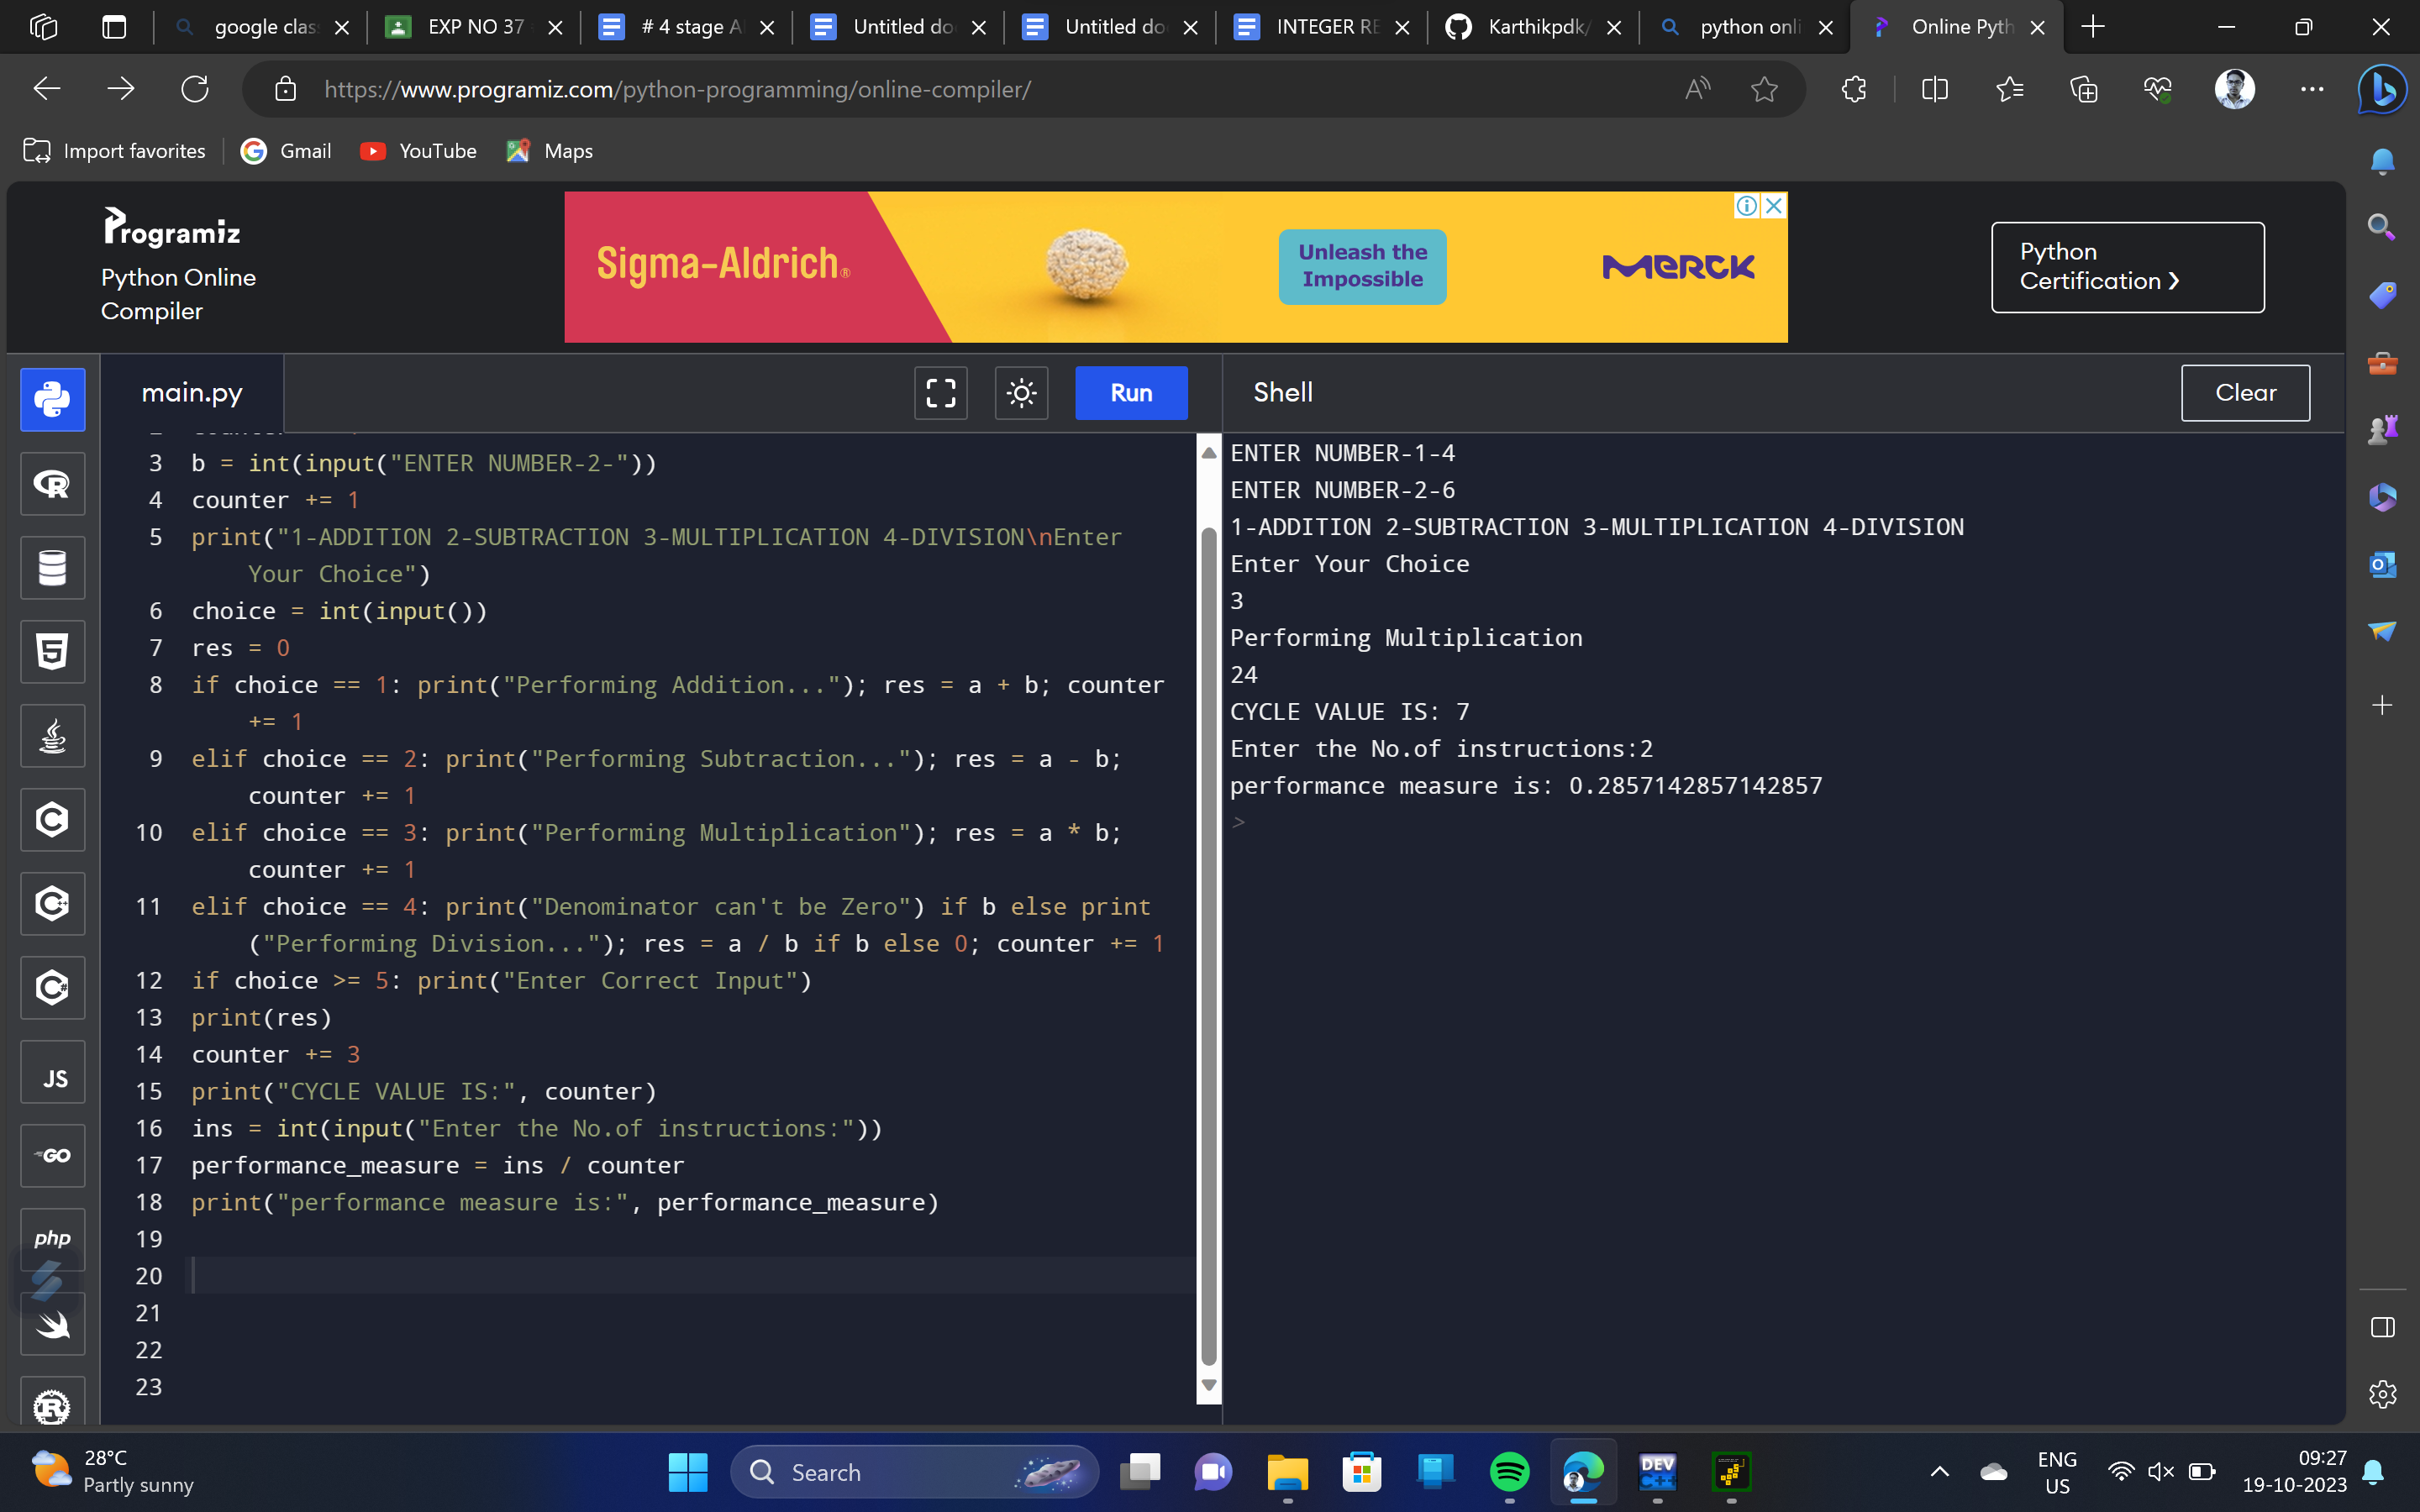 google clas
EXP NO 37
# 4 stage A
Untitled do
Untitled do
INTEGER RE
Karthikpdk/
python onli
Online Pyth
https://www.programiz.com/python-programming/online-compiler/
Import favorites
Gmail
YouTube
Maps
Programiz
Python Online
Compiler
Sigma-Aldrich®
Unleash the
Impossible
MERCK
Python
Certification ❯
main.py
Run
Shell
Clear
3 b = int(input("ENTER NUMBER-2-"))
4 counter += 1
5 print("1-ADDITION 2-SUBTRACTION 3-MULTIPLICATION 4-DIVISION\nEnter
Your Choice")
6 choice = int(input())
7 res = 0
8 if choice == 1: print("Performing Addition..."); res = a + b; counter
+= 1
9 elif choice == 2: print("Performing Subtraction..."); res = a - b;
counter += 1
10 elif choice == 3: print("Performing Multiplication"); res = a * b;
counter += 1
11 elif choice == 4: print("Denominator can't be Zero") if b else print
("Performing Division..."); res = a / b if b else 0; counter += 1
12 if choice >= 5: print("Enter Correct Input")
13 print(res)
14 counter += 3
15 print("CYCLE VALUE IS:", counter)
16 ins = int(input("Enter the No.of instructions:"))
17 performance_measure = ins / counter
18 print("performance measure is:", performance_measure)
19
20
21
22
23
ENTER NUMBER-1-4
ENTER NUMBER-2-6
1-ADDITION 2-SUBTRACTION 3-MULTIPLICATION 4-DIVISION
Enter Your Choice
3
Performing Multiplication
24
CYCLE VALUE IS: 7
Enter the No.of instructions:2
performance measure is: 0.2857142857142857
>
JS
GO
php
28°C
Partly sunny
Search
DEV
C++
ENG
US
09:27
19-10-2023